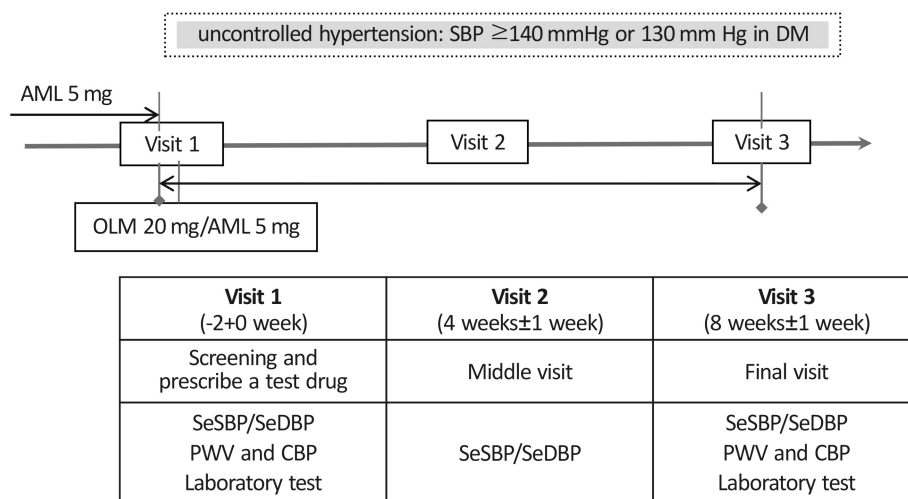 uncontrolled hypertension: SBP ≥140 mmHg or 130 mm Hg in DM
AML 5 mg
Visit 1
Visit 2
Visit 3
OLM 20 mg/AML 5 mg
Visit 1
(-2+0 week)
Visit 2
(4 weeks±1 week)
Visit 3
(8 weeks±1 week)
Screening and
prescribe a test drug
Middle visit
Final visit
SeSBP/SeDBP
PWV and CBP
Laboratory test
SeSBP/SeDBP
SeSBP/SeDBP
PWV and CBP
Laboratory test